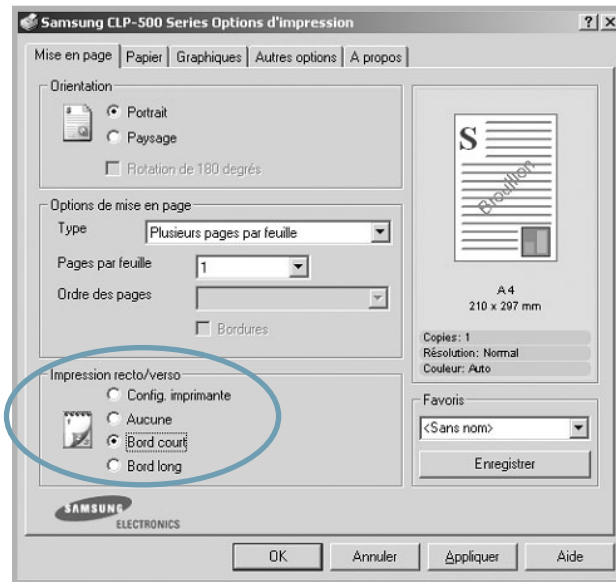 Samsung CLP-500 Series Options d'impression
Mise en page Papier Graphiques Autres options A propos
Orientation
Portrait
Paysage
Rotation de 180 degrés
Options de mise en page
Type Plusieurs pages par feuille
Pages par feuille 1
Ordre des pages
Bordures
Impression recto/verso
Config. imprimante
Aucune
Bord court
Bord long
S
Brouillon
A4
210 x 297 mm
Copies: 1
Résolution: Normal
Couleur: Auto
Favoris
<Sans nom>
Enregistrer
SAMSUNG
ELECTRONICS
OK Annuler Appliquer Aide